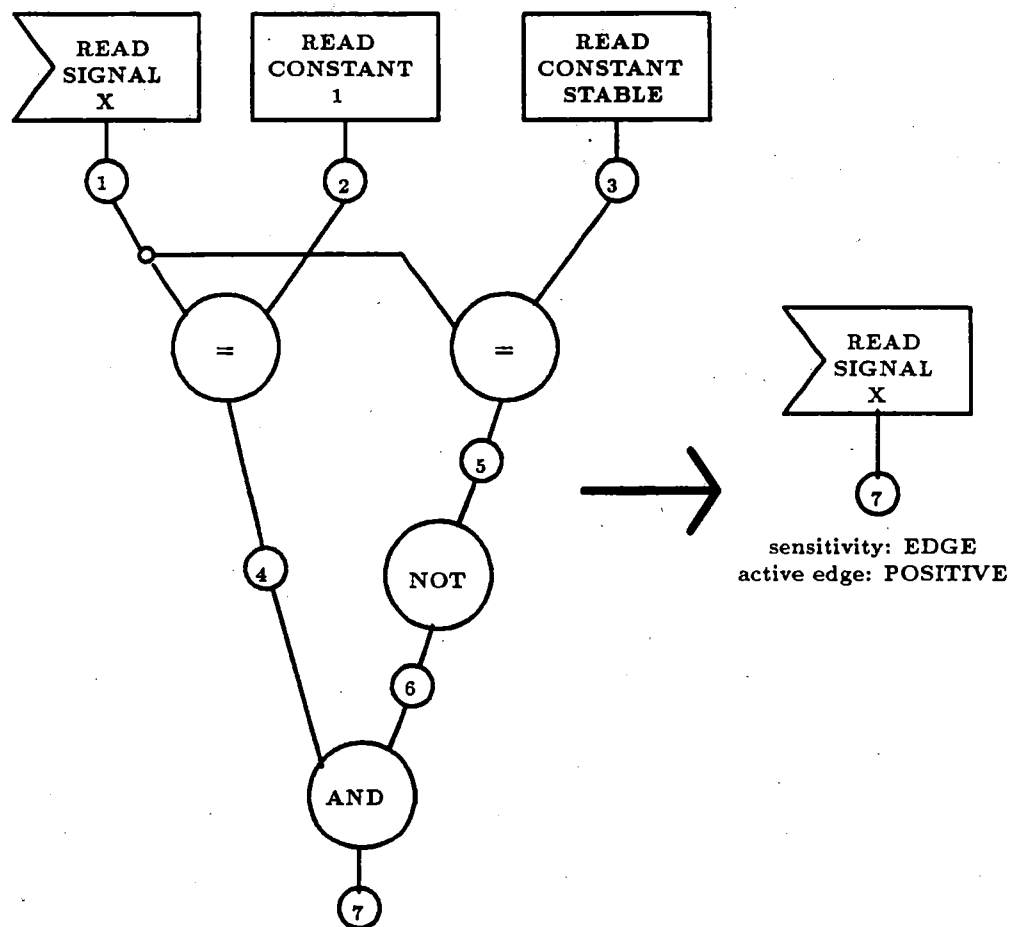 READ
SIGNAL
X
READ
CONSTANT
1
READ
CONSTANT
STABLE
1
2
3
=
=
READ
SIGNAL
X
5
7
sensitivity: EDGE
active edge: POSITIVE
4
NOT
6
AND
7